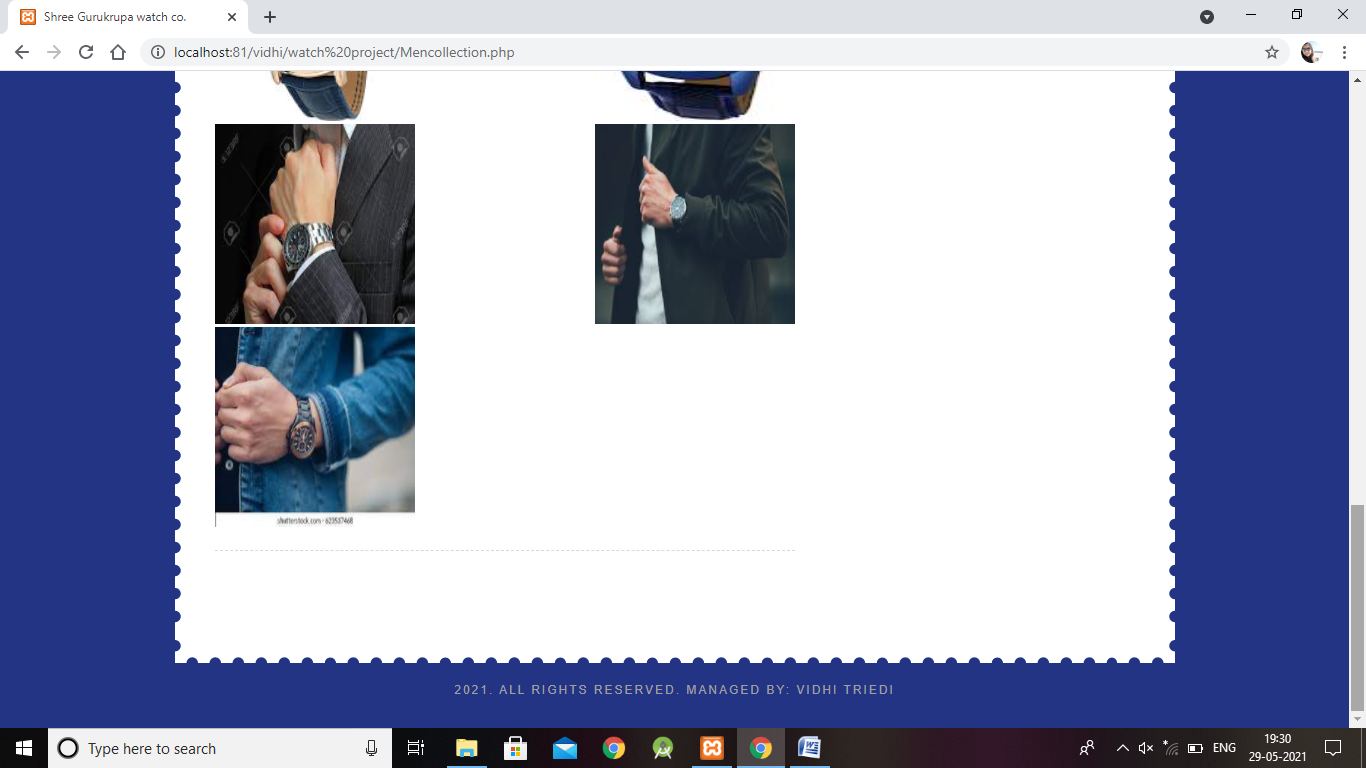 Shree Gurukrupa watch co.
localhost:81/vidhi/watch%20project/Mencollection.php
123RF
shutterstock.com • 623537468
2021. ALL RIGHTS RESERVED. MANAGED BY: VIDHI TRIEDI
Type here to search
ENG
19:30
29-05-2021